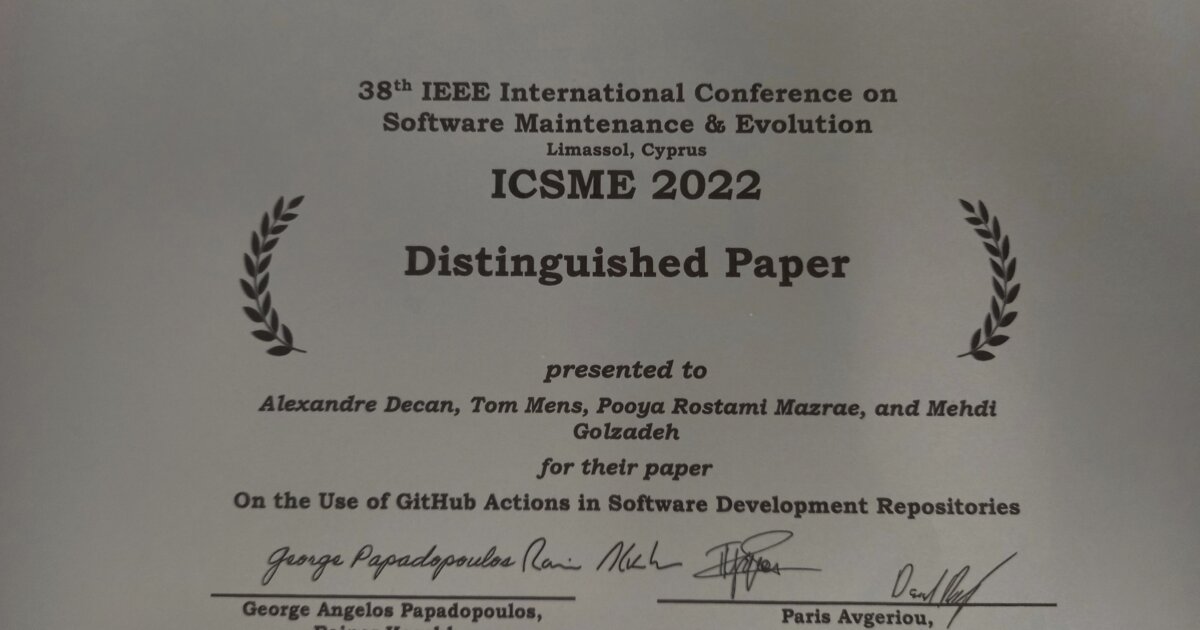 38th IEEE International Conference on
Software Maintenance & Evolution
Limassol, Cyprus
ICSME 2022
Distinguished Paper
presented to
Alexandre Decan, Tom Mens, Pooya Rostami Mazrae, and Mehdi
Golzadeh
for their paper
On the Use of GitHub Actions in Software Development Repositories
George Papadopoulos
George Angelos Papadopoulos,
Paris Avgeriou,